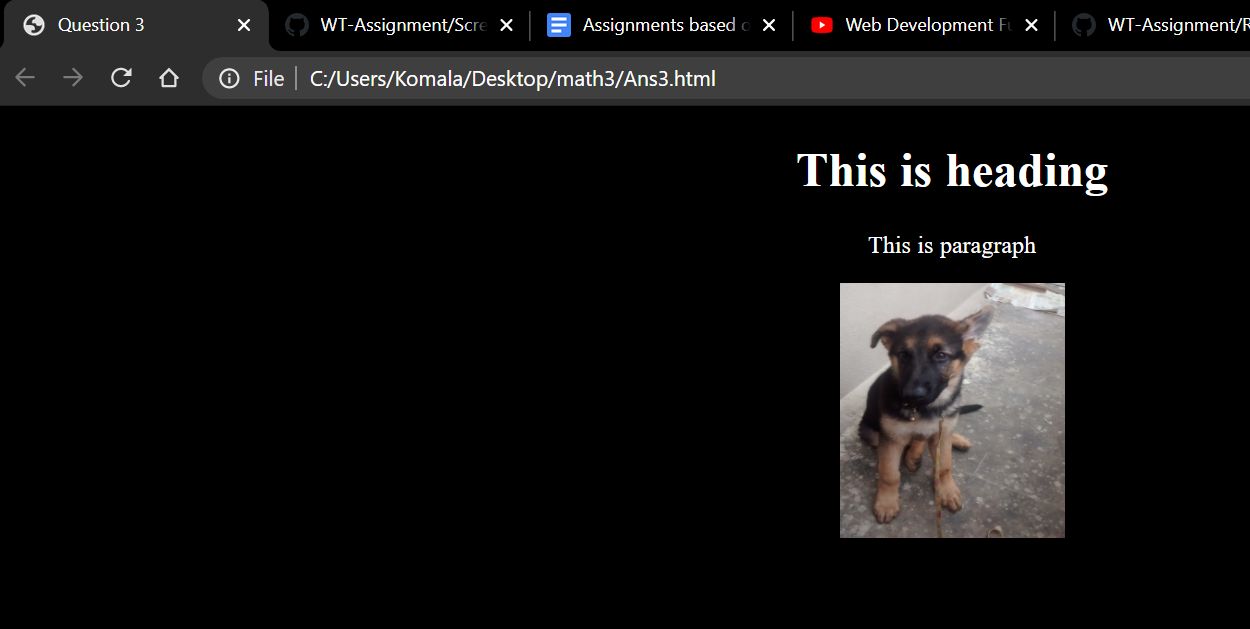 Question 3
WT-Assignment/Scre
Assignments based
Web Development
WT-Assignment/R
File
C:/Users/Komala/Desktop/math3/Ans3.html
This is heading
This is paragraph